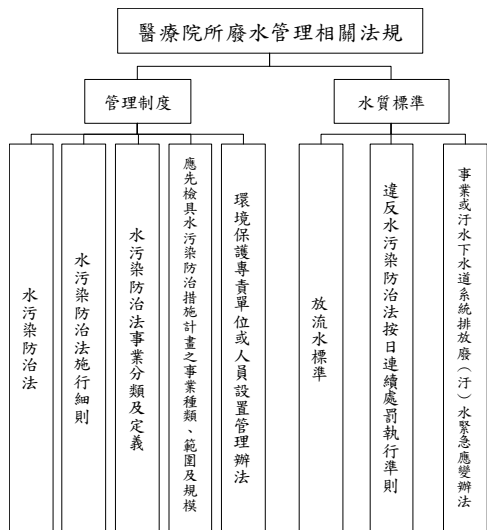 醫療院所廢水管理相關法規
管理制度
水質標準
水污染防治法
水污染防治法施行細則
水污染防治法事業分類及定義
應先檢具水污染防治措施計畫之事業種類、範圍及規模
環境保護專責單位或人員設置管理辦法
放流水標準
違反水污染防治法按日連續處罰執行準則
事業或汙水下水道系統排放廢（汙）水緊急應變辦法